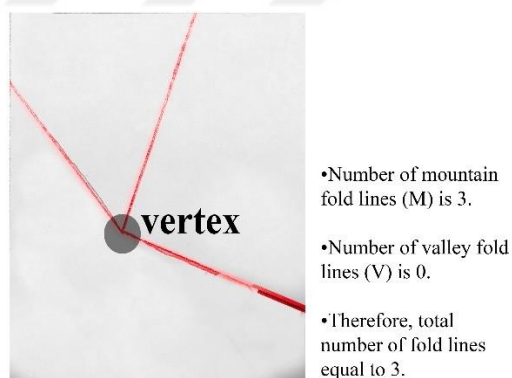 vertex
•Number of mountain
fold lines (M) is 3.
•Number of valley fold
lines (V) is 0.
•Therefore, total
number of fold lines
equal to 3.